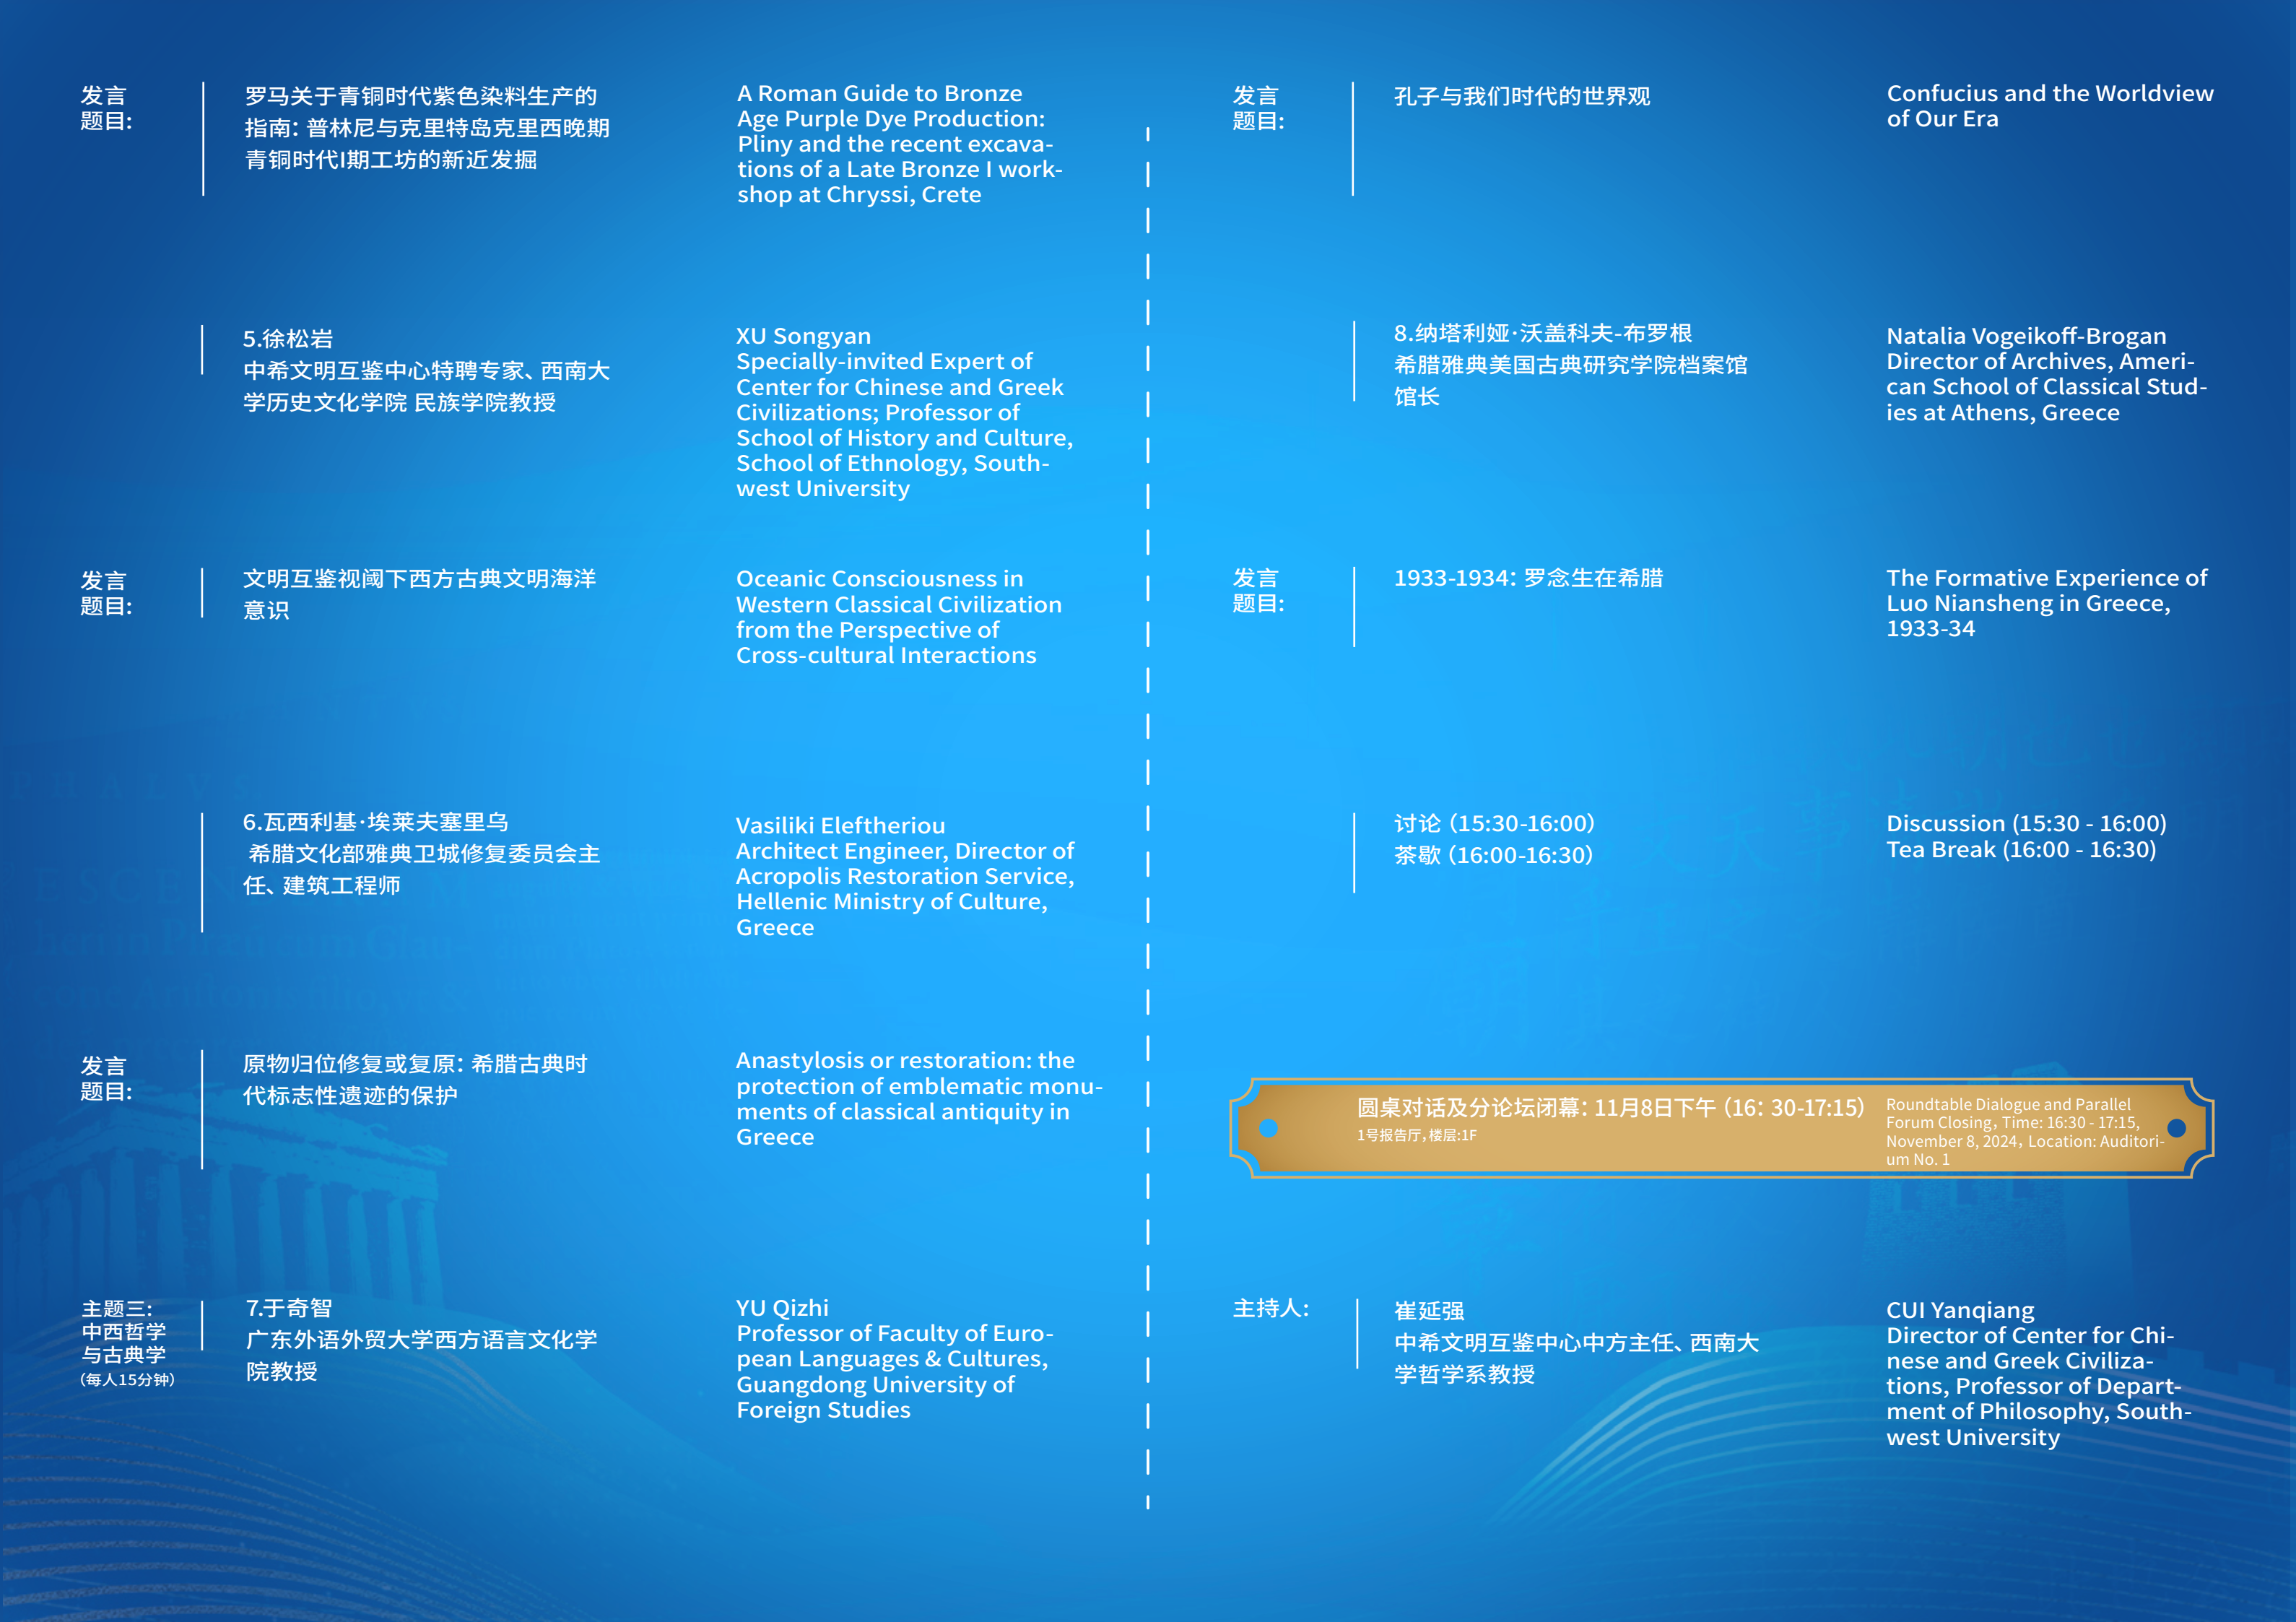 发言
题目:
罗马关于青铜时代紫色染料生产的
指南：普林尼与克里特岛克里西晚期
青铜时代I期工坊的新近发掘
A Roman Guide to Bronze
Age Purple Dye Production:
Pliny and the recent excava-
tions of a Late Bronze I work-
shop at Chryssi, Crete
5.徐松岩
中希文明互鉴中心特聘专家、西南大
学历史文化学院 民族学院教授
XU Songyan
Specially-invited Expert of
Center for Chinese and Greek
Civilizations; Professor of
School of History and Culture,
School of Ethnology, South-
west University
发言
题目:
文明互鉴视阈下西方古典文明海洋
意识
Oceanic Consciousness in
Western Classical Civilization
from the Perspective of
Cross-cultural Interactions
6.瓦西利基·埃莱夫塞里乌
希腊文化部雅典卫城修复委员会主
任、建筑工程师
Vasiliki Eleftheriou
Architect Engineer, Director of
Acropolis Restoration Service,
Hellenic Ministry of Culture,
Greece
发言
题目:
原物归位修复或复原：希腊古典时
代标志性遗迹的保护
Anastylosis or restoration: the
protection of emblematic monu-
ments of classical antiquity in
Greece
主题三:
中西哲学
与古典学
（每人15分钟）
7.于奇智
广东外语外贸大学西方语言文化学
院教授
YU Qizhi
Professor of Faculty of Euro-
pean Languages & Cultures,
Guangdong University of
Foreign Studies
发言
题目:
孔子与我们时代的世界观
Confucius and the Worldview
of Our Era
8.纳塔利娅·沃盖科夫-布罗根
希腊雅典美国古典研究学院档案馆
馆长
Natalia Vogeikoff-Brogan
Director of Archives, Ameri-
can School of Classical Stud-
ies at Athens, Greece
发言
题目:
1933-1934：罗念生在希腊
The Formative Experience of
Luo Niansheng in Greece,
1933-34
讨论（15:30-16:00）
茶歇（16:00-16:30）
Discussion (15:30 - 16:00)
Tea Break (16:00 - 16:30)
圆桌对话及分论坛闭幕：11月8日下午（16：30-17:15）
1号报告厅，楼层:1F
Roundtable Dialogue and Parallel
Forum Closing，Time: 16:30 - 17:15,
November 8, 2024，Location: Auditori-
um No. 1
主持人:
崔延强
中希文明互鉴中心中方主任、西南大
学哲学系教授
CUI Yanqiang
Director of Center for Chi-
nese and Greek Civiliza-
tions, Professor of Depart-
ment of Philosophy, South-
west University